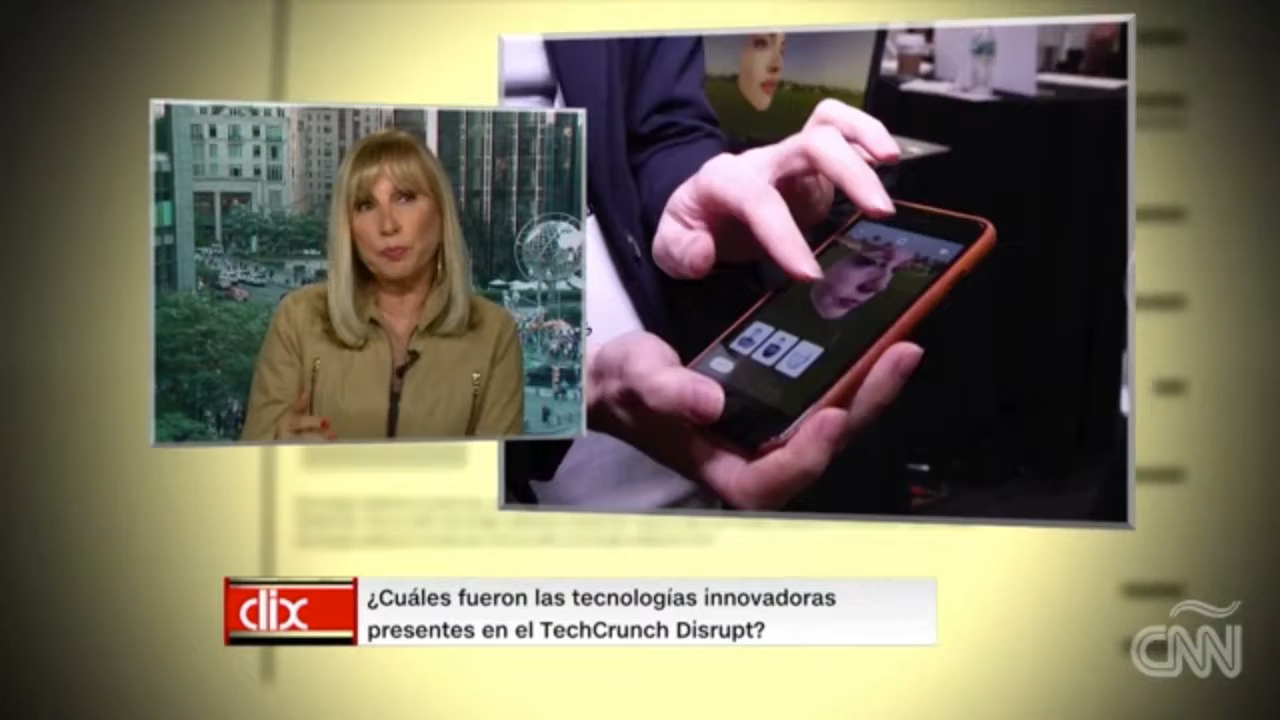 clix
¿Cuáles fueron las tecnologías innovadoras
presentes en el TechCrunch Disrupt?
CNN